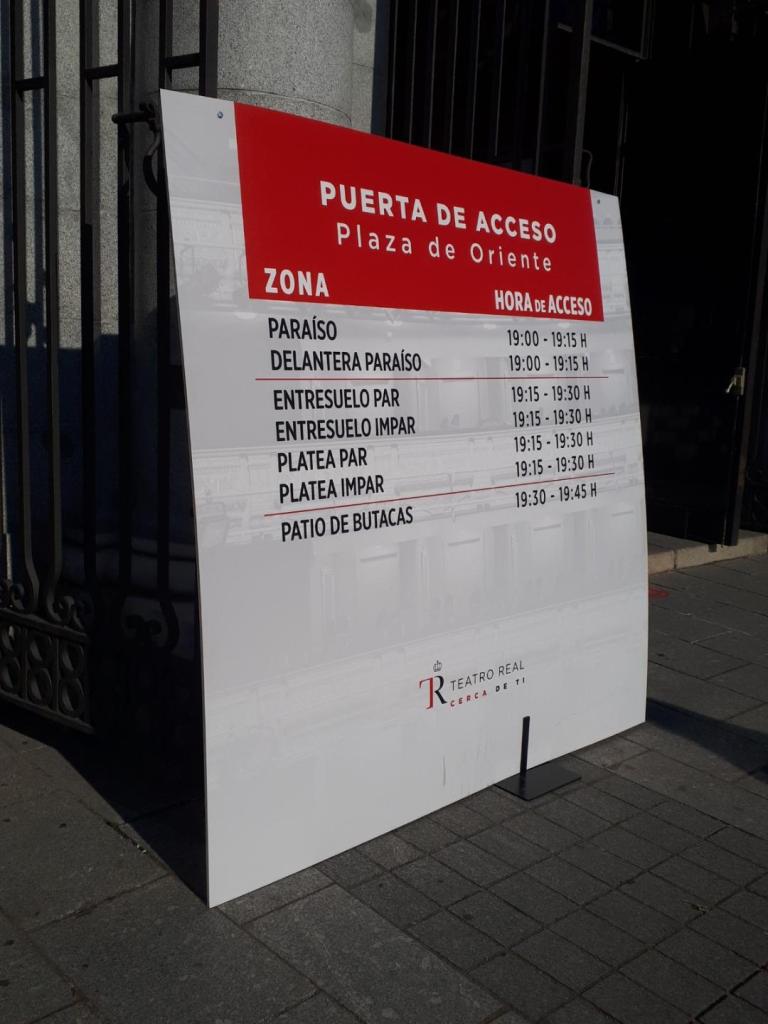 PUERTA DE ACCESO
Plaza de Oriente
ZONA HORA DE ACCESO
PARAÍSO 19:00 - 19:15 H
DELANTERA PARAÍSO 19:00 - 19:15 H
ENTRESUELO PAR 19:15 - 19:30 H
ENTRESUELO IMPAR 19:15 - 19:30 H
PLATEA PAR 19:15 - 19:30 H
PLATEA IMPAR 19:15 - 19:30 H
PATIO DE BUTACAS 19:30 - 19:45 H
TR TEATRO REAL
CERCA DE TI